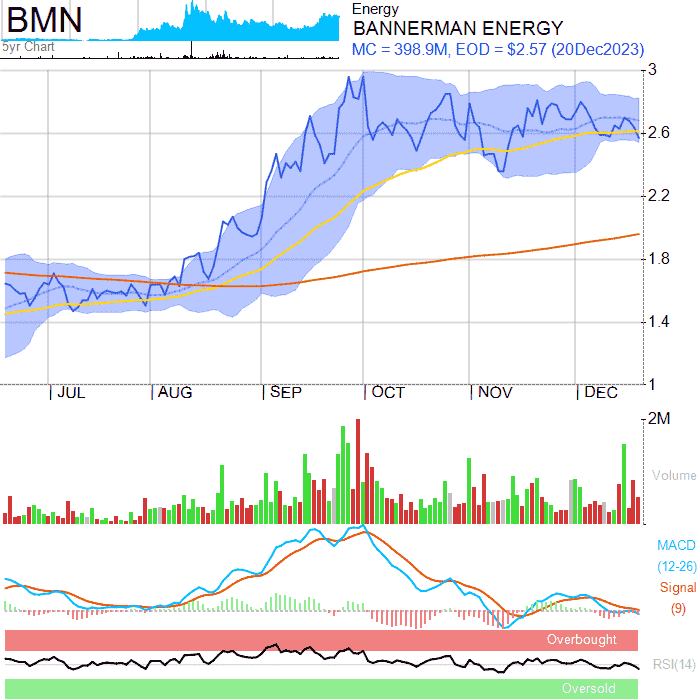 BMN
5yr Chart
Energy
BANNERMAN ENERGY
MC = 398.9M, EOD = $2.57 (20Dec2023)
3
2.6
2.2
1.8
1.4
1
JUL AUG SEP OCT NOV DEC
2M
Volume
MACD
(12-26)
Signal
(9)
Overbought
RSI(14)
Oversold